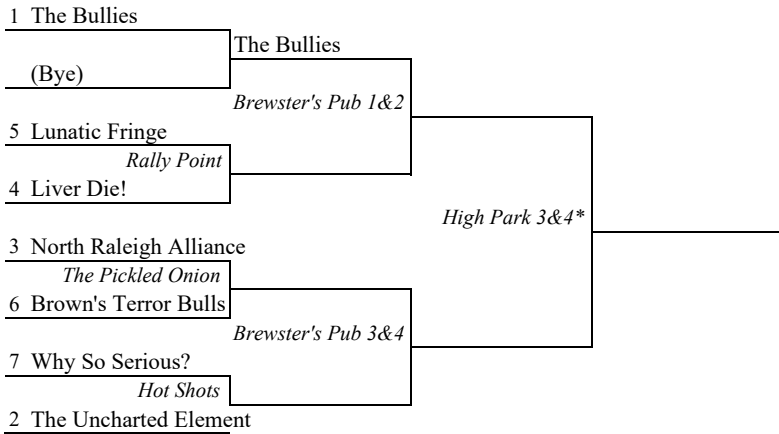 1 The Bullies
The Bullies
(Bye)
Brewster's Pub 1&2
5 Lunatic Fringe
Rally Point
4 Liver Die!
High Park 3&4*
3 North Raleigh Alliance
The Pickled Onion
6 Brown's Terror Bulls
Brewster's Pub 3&4
7 Why So Serious?
Hot Shots
2 The Uncharted Element